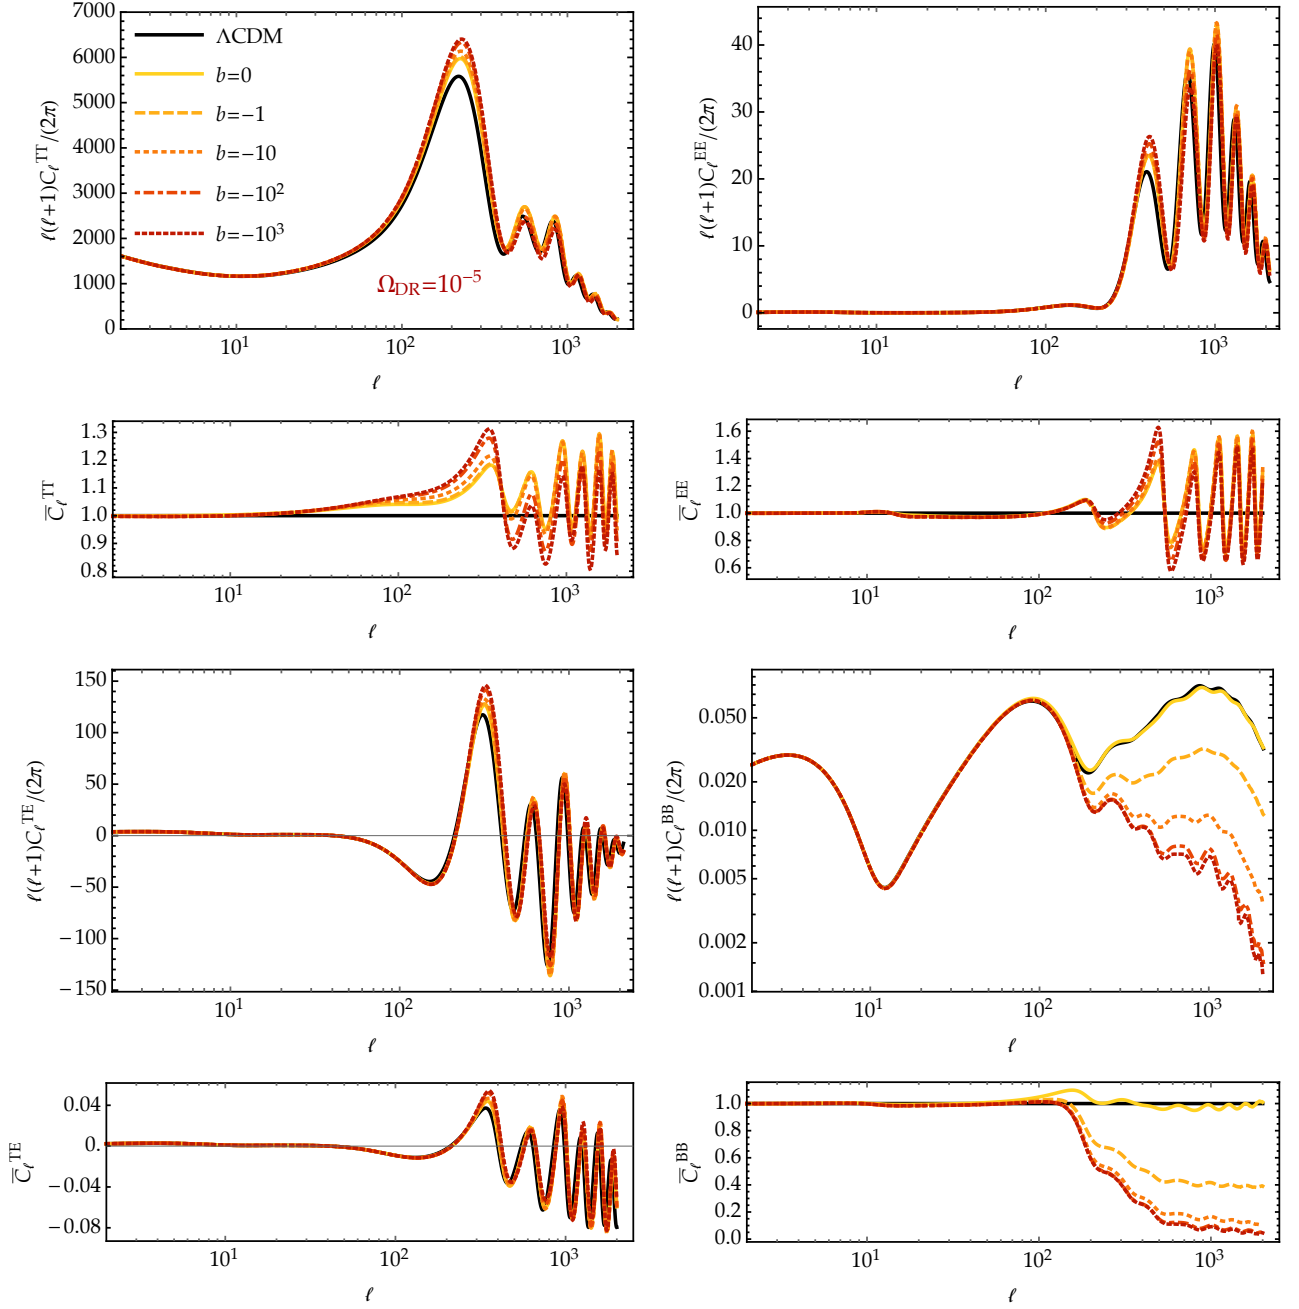 7000
6000
5000
4000
3000
2000
1000
0
ℓ(ℓ+1)C_ℓ^TT/(2π)
ΛCDM
b=0
b=−1
b=−10
b=−10²
b=−10³
Ω_DR=10⁻⁵
10¹ 10² 10³
ℓ
40
30
20
10
0
ℓ(ℓ+1)C_ℓ^EE/(2π)
10¹ 10² 10³
ℓ
1.3
1.2
1.1
1.0
0.9
0.8
C̅_ℓ^TT
10¹ 10² 10³
ℓ
1.6
1.4
1.2
1.0
0.8
0.6
C̅_ℓ^EE
10¹ 10² 10³
ℓ
150
100
50
0
−50
−100
−150
ℓ(ℓ+1)C_ℓ^TE/(2π)
10¹ 10² 10³
ℓ
0.050
0.020
0.010
0.005
0.002
0.001
ℓ(ℓ+1)C_ℓ^BB/(2π)
10¹ 10² 10³
ℓ
0.04
0.
−0.04
−0.08
C̅_ℓ^TE
10¹ 10² 10³
ℓ
1.0
0.8
0.6
0.4
0.2
0.0
C̅_ℓ^BB
10¹ 10² 10³
ℓ